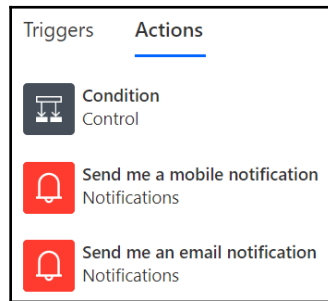 Triggers Actions
Condition
Control
Send me a mobile notification
Notifications
Send me an email notification
Notifications